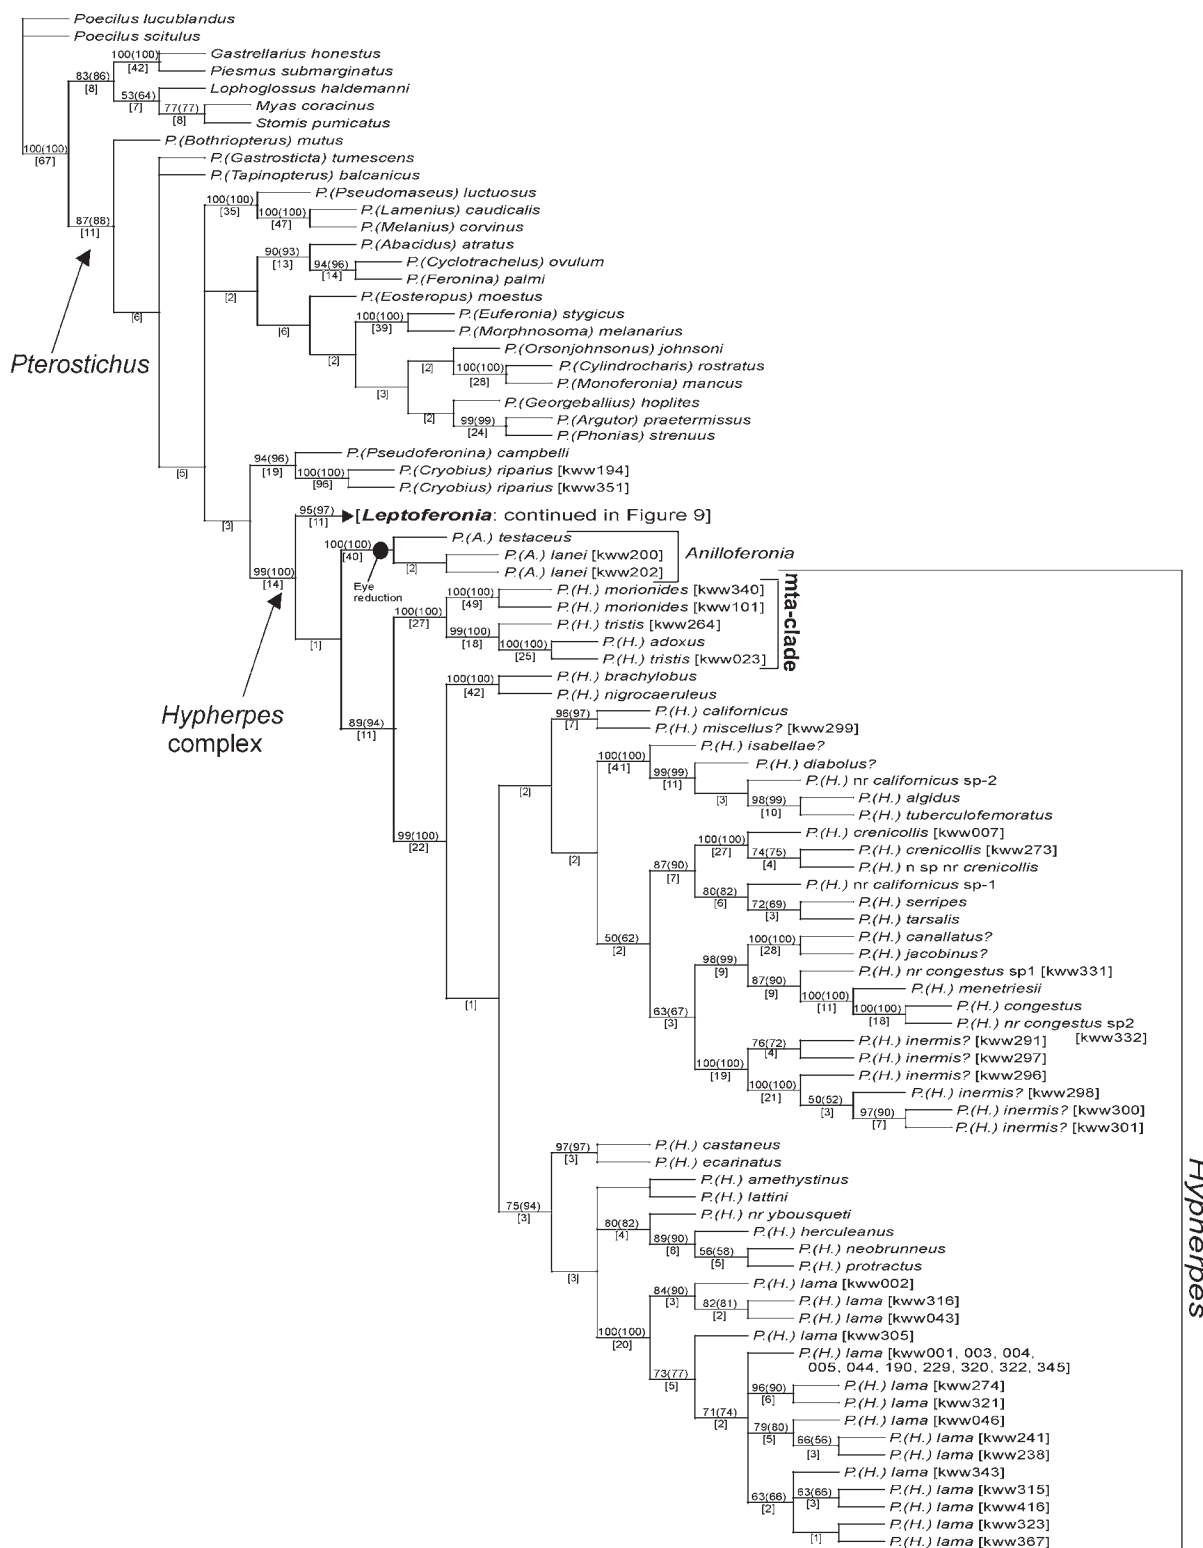 Poecilus lucublandus
Poecilus scitulus
100(100)
Gastrellarius honestus
[42]
Piesmus submarginatus
83(86)
[8]
Lophoglossus haldemanni
53(64)
[7]
77(77)
Myas coracinus
[8]
Stomis pumicatus
P.(Bothriopterus) mutus
100(100)
[67]
P.(Gastrosticta) tumescens
P.(Tapinopterus) balcanicus
P.(Pseudomaseus) luctuosus
100(100)
[35]
100(100)
P.(Lamenius) caudicalis
[47]
P.(Melanius) corvinus
87(88)
[11]
P.(Abacidus) atratus
90(93)
[13]
94(96)
P.(Cyclotrachelus) ovulum
[14]
P.(Feronina) palmi
[2]
P.(Eosteropus) moestus
[6]
[6]
100(100)
P.(Euferonia) stygicus
[39]
P.(Morphnosoma) melanarius
[2]
P.(Orsonjohnsonus) johnsoni
[2]
100(100)
P.(Cylindrocharis) rostratus
[28]
P.(Monoferonia) mancus
Pterostichus
[3]
P.(Georgeballius) hoplites
[2]
99(99)
P.(Argutor) praetermissus
[24]
P.(Phonias) strenuus
P.(Pseudoferonina) campbelli
94(96)
[19]
[5]
100(100)
P.(Cryobius) riparius [kww194]
[96]
P.(Cryobius) riparius [kww351]
[3]
95(97)
[11]
[Leptoferonia: continued in Figure 9]
P.(A.) testaceus
100(100)
[40]
P.(A.) lanei [kww200]
Anilloferonia
[2]
P.(A.) lanei [kww202]
Eye
reduction
99(100)
[14]
100(100)
P.(H.) morionides [kww340]
[49]
P.(H.) morionides [kww101]
100(100)
[27]
P.(H.) tristis [kww264]
99(100)
[18]
100(100)
P.(H.) adoxus
[25]
P.(H.) tristis [kww023]
mta-clade
[1]
100(100)
P.(H.) brachylobus
[42]
P.(H.) nigrocaeruleus
Hypherpes
complex
89(94)
[11]
96(97)
P.(H.) californicus
[7]
P.(H.) miscellus? [kww299]
P.(H.) isabellae?
100(100)
[41]
P.(H.) diabolus?
99(99)
[11]
P.(H.) nr californicus sp-2
[3]
98(99)
P.(H.) algidus
[10]
P.(H.) tuberculofemoratus
[2]
99(100)
[22]
P.(H.) crenicollis [kww007]
100(100)
[27]
74(75)
P.(H.) crenicollis [kww273]
[4]
P.(H.) n sp nr crenicollis
[2]
87(90)
[7]
P.(H.) nr californicus sp-1
80(82)
[6]
72(69)
P.(H.) serripes
[3]
P.(H.) tarsalis
50(62)
[2]
100(100)
P.(H.) canallatus?
[28]
P.(H.) jacobinus?
98(99)
[9]
P.(H.) nr congestus sp1 [kww331]
87(90)
[9]
P.(H.) menetriesii
100(100)
[11]
100(100)
P.(H.) congestus
[18]
P.(H.) nr congestus sp2
[kww332]
[1]
63(67)
[3]
76(72)
P.(H.) inermis? [kww291]
[4]
P.(H.) inermis? [kww297]
100(100)
[19]
P.(H.) inermis? [kww296]
100(100)
[21]
P.(H.) inermis? [kww298]
50(52)
[3]
97(90)
P.(H.) inermis? [kww300]
[7]
P.(H.) inermis? [kww301]
97(97)
P.(H.) castaneus
[3]
P.(H.) ecarinatus
P.(H.) amethystinus
P.(H.) lattini
75(94)
[3]
P.(H.) nr ybousqueti
80(82)
[4]
P.(H.) herculeanus
89(90)
[8]
56(58)
P.(H.) neobrunneus
[5]
P.(H.) protractus
[3]
P.(H.) lama [kww002]
84(90)
[3]
82(81)
P.(H.) lama [kww316]
[2]
P.(H.) lama [kww043]
100(100)
[20]
P.(H.) lama [kww305]
P.(H.) lama [kww001, 003, 004,
005, 044, 190, 229, 320, 322, 345]
73(77)
[5]
96(90)
P.(H.) lama [kww274]
[6]
P.(H.) lama [kww321]
71(74)
[2]
P.(H.) lama [kww046]
79(80)
[5]
66(56)
P.(H.) lama [kww241]
[3]
P.(H.) lama [kww238]
P.(H.) lama [kww343]
63(66)
P.(H.) lama [kww315]
[3]
P.(H.) lama [kww416]
63(66)
[2]
P.(H.) lama [kww323]
[1]
P.(H.) lama [kww367]
Hypherpes